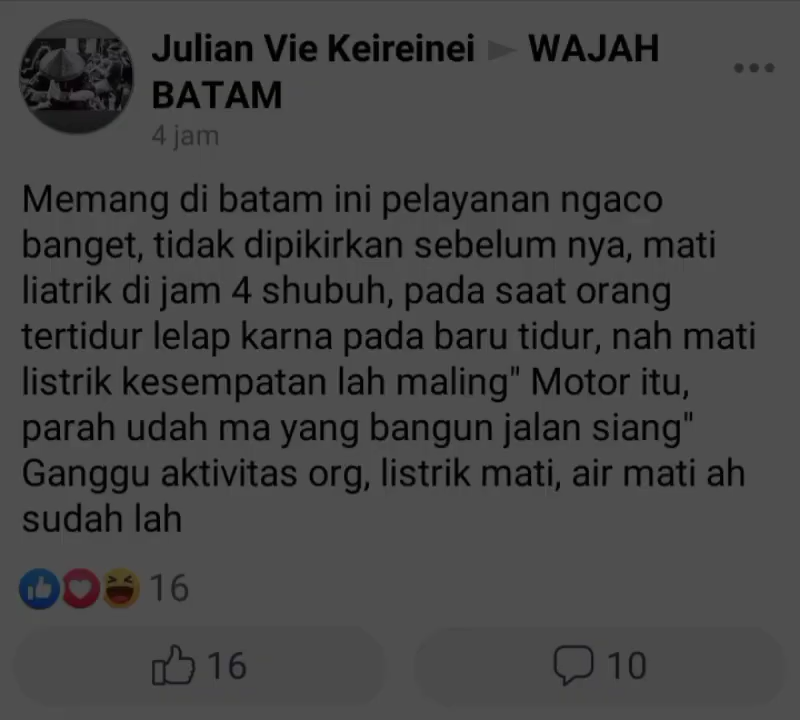 Julian Vie Keireinei ▶ WAJAH
BATAM
4 jam
Memang di batam ini pelayanan ngaco
banget, tidak dipikirkan sebelum nya, mati
liatrik di jam 4 shubuh, pada saat orang
tertidur lelap karna pada baru tidur, nah mati
listrik kesempatan lah maling" Motor itu,
parah udah ma yang bangun jalan siang"
Ganggu aktivitas org, listrik mati, air mati ah
sudah lah
16
16
10